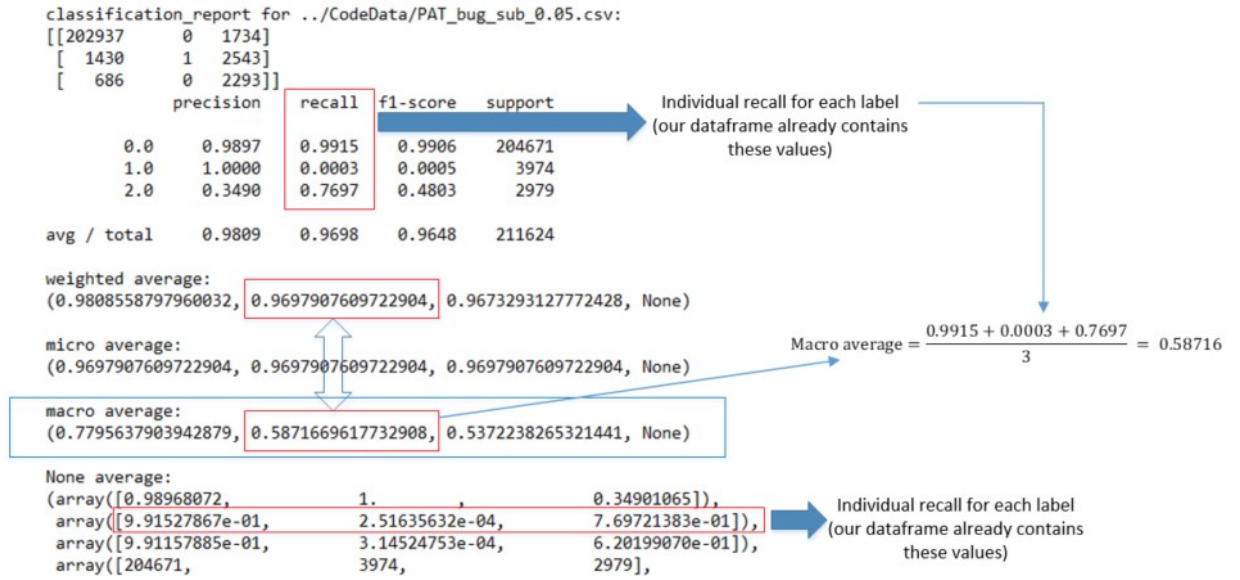 classification_report for ../CodeData/PAT_bug_sub_0.05.csv:
[[202937 0 1734]
[ 1430 1 2543]
[ 686 0 2293]]
precision recall f1-score support
0.0 0.9897 0.9915 0.9906 204671
1.0 1.0000 0.0003 0.0005 3974
2.0 0.3490 0.7697 0.4803 2979
avg / total 0.9809 0.9698 0.9648 211624
Individual recall for each label
(our dataframe already contains
these values)
weighted average:
(0.9808558797960032, 0.9697907609722904, 0.9673293127772428, None)
micro average:
(0.9697907609722904, 0.9697907609722904, 0.9697907609722904, None)
Macro average = (0.9915 + 0.0003 + 0.7697) / 3 = 0.58716
macro average:
(0.7795637903942879, 0.5871669617732908, 0.5372238265321441, None)
None average:
(array([0.98968072, 1. , 0.34901065]),
array([9.91527867e-01, 2.51635632e-04, 7.69721383e-01]),
array([9.91157885e-01, 3.14524753e-04, 6.20199070e-01]),
array([204671, 3974, 2979],
Individual recall for each label
(our dataframe already contains
these values)